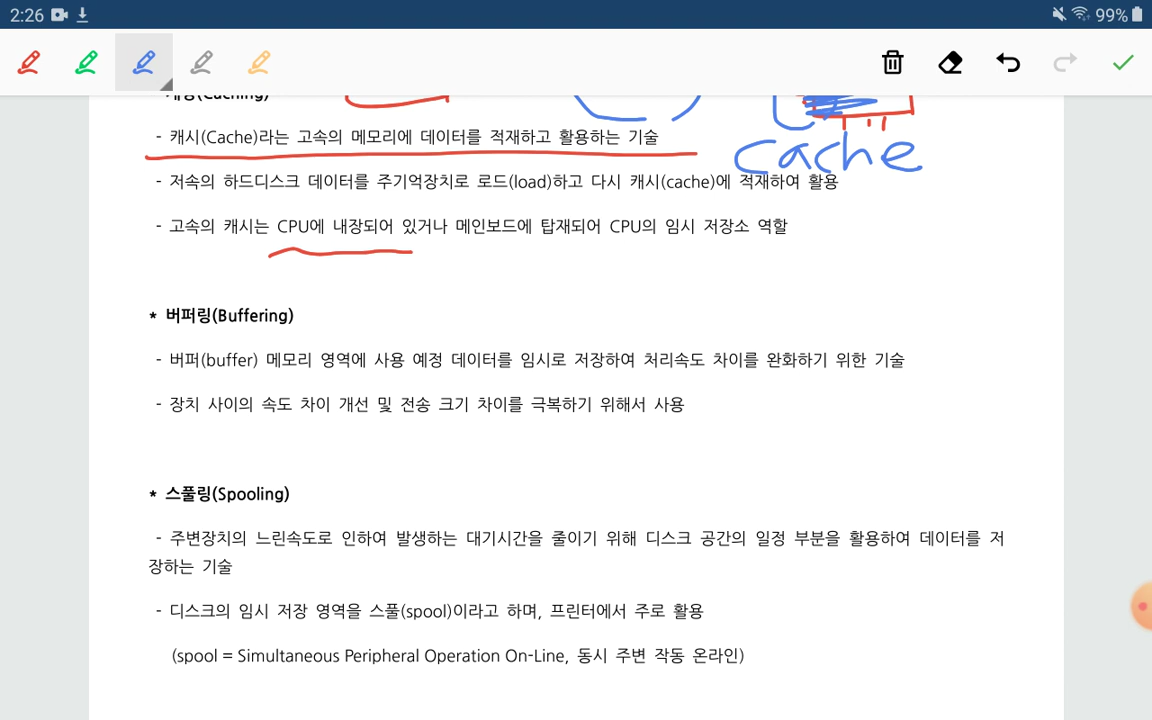 2:26
99%
캐싱(Caching)
- 캐시(Cache)라는 고속의 메모리에 데이터를 적재하고 활용하는 기술
cache
- 저속의 하드디스크 데이터를 주기억장치로 로드(load)하고 다시 캐시(cache)에 적재하여 활용
- 고속의 캐시는 CPU에 내장되어 있거나 메인보드에 탑재되어 CPU의 임시 저장소 역할
* 버퍼링(Buffering)
- 버퍼(buffer) 메모리 영역에 사용 예정 데이터를 임시로 저장하여 처리속도 차이를 완화하기 위한 기술
- 장치 사이의 속도 차이 개선 및 전송 크기 차이를 극복하기 위해서 사용
* 스풀링(Spooling)
- 주변장치의 느린속도로 인하여 발생하는 대기시간을 줄이기 위해 디스크 공간의 일정 부분을 활용하여 데이터를 저
장하는 기술
- 디스크의 임시 저장 영역을 스풀(spool)이라고 하며, 프린터에서 주로 활용
(spool = Simultaneous Peripheral Operation On-Line, 동시 주변 작동 온라인)